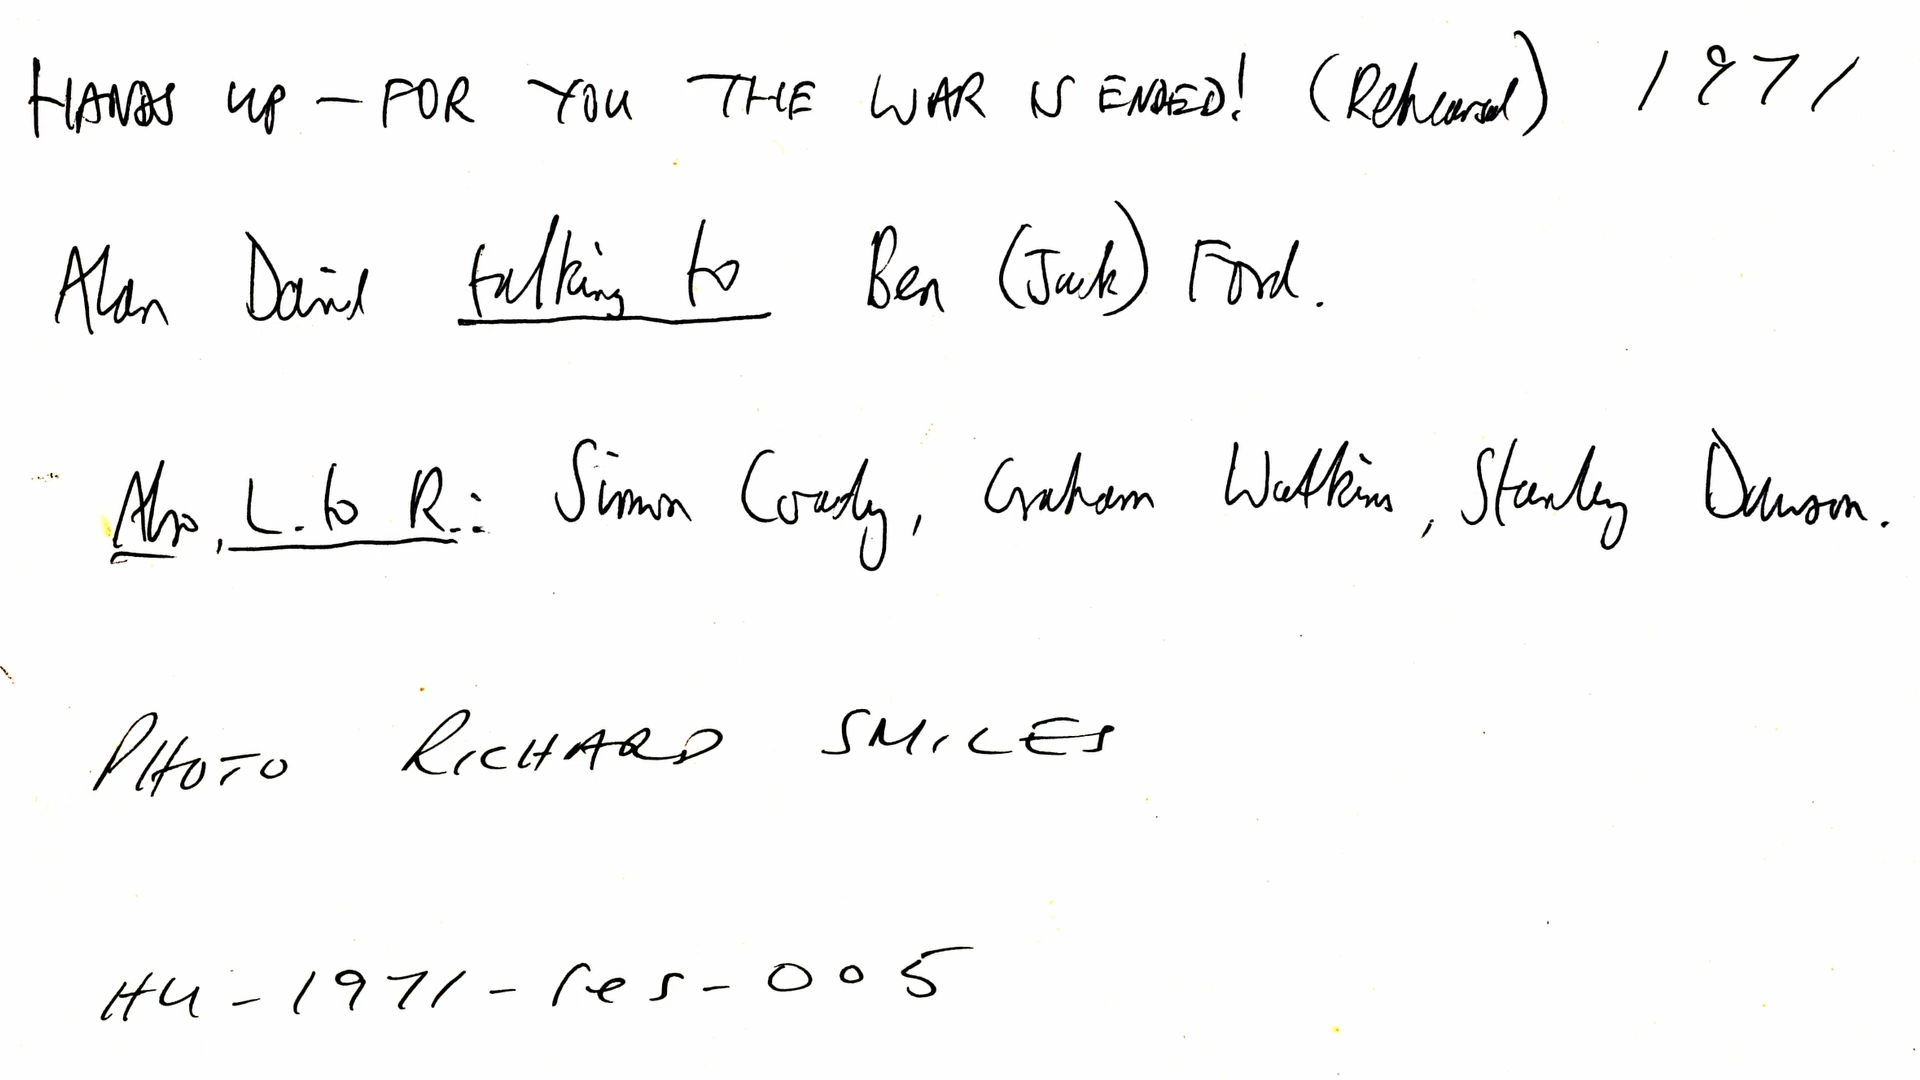 HANDS UP - FOR YOU THE WAR IS ENDED! (Rehearsal) 1971
Alan David talking to Ben (Jack) Ford.
Also, L. to R.: Simon Coady, Graham Watkins, Stanley Dawson.
PHOTO RICHARD SMILES
HU-1971-res-005